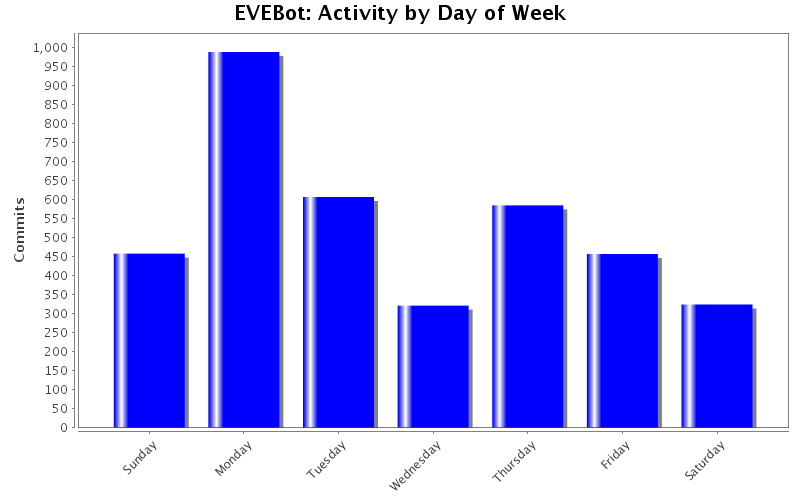 EVEBot: Activity by Day of Week
1,000
950
900
850
800
750
700
650
600
550
500
450
400
350
300
250
200
150
100
50
0
Commits
Sunday
Monday
Tuesday
Wednesday
Thursday
Friday
Saturday